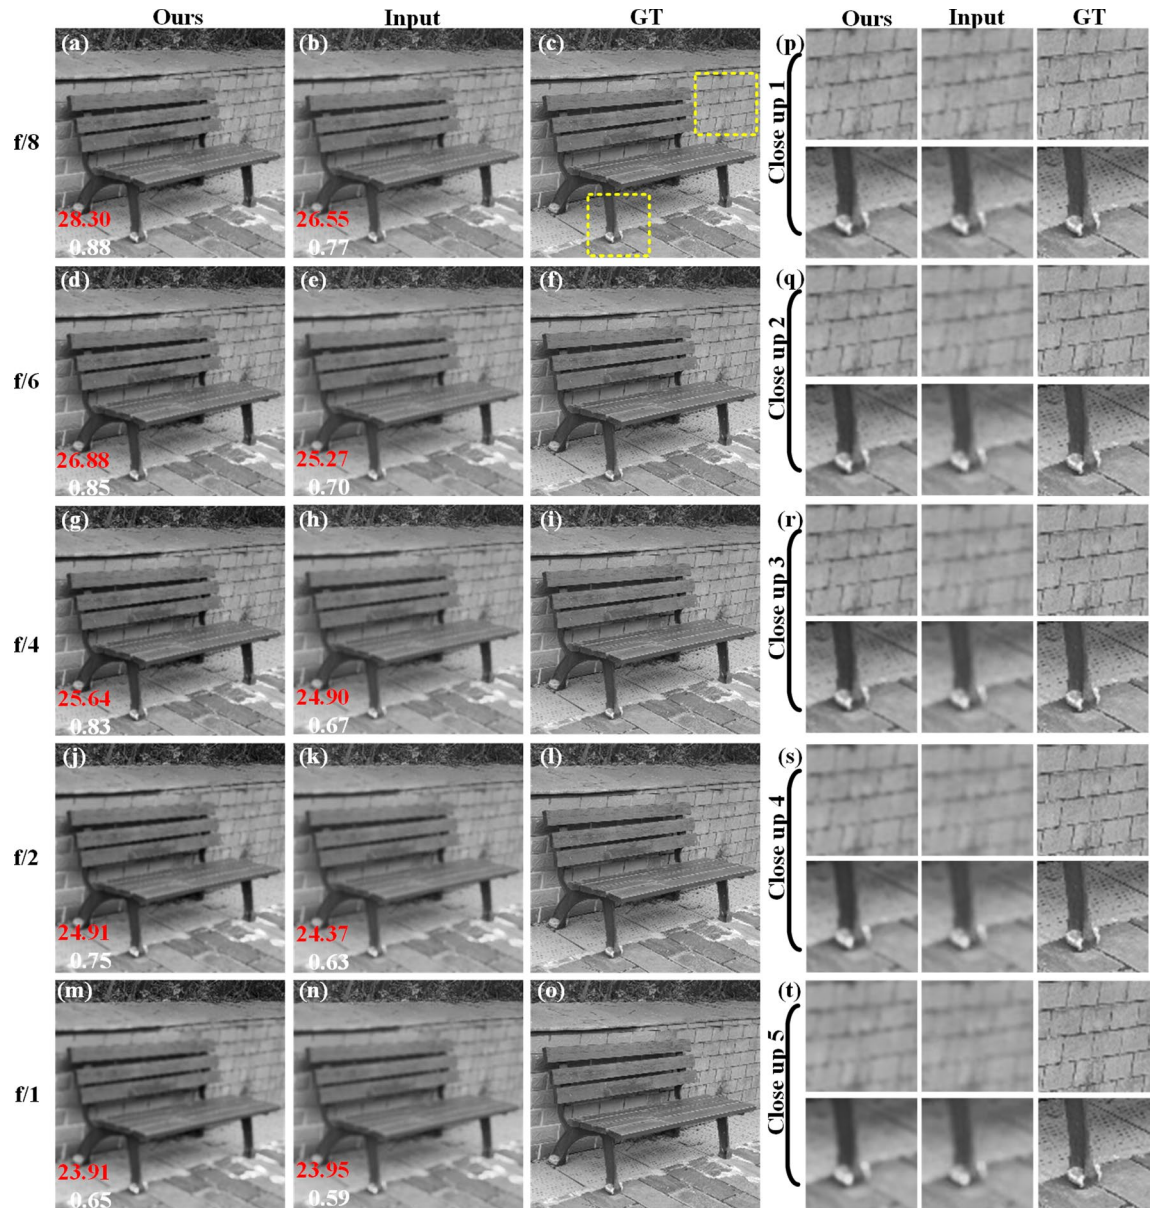 Ours Input GT Ours Input GT
f/8
(a) (b) (c) (p)
28.30 26.55
0.88 0.77
Close up 1
f/6
(d) (e) (f) (q)
26.88 25.27
0.85 0.70
Close up 2
f/4
(g) (h) (i) (r)
25.64 24.90
0.83 0.67
Close up 3
f/2
(j) (k) (l) (s)
24.91 24.37
0.75 0.63
Close up 4
f/1
(m) (n) (o) (t)
23.91 23.95
0.65 0.59
Close up 5